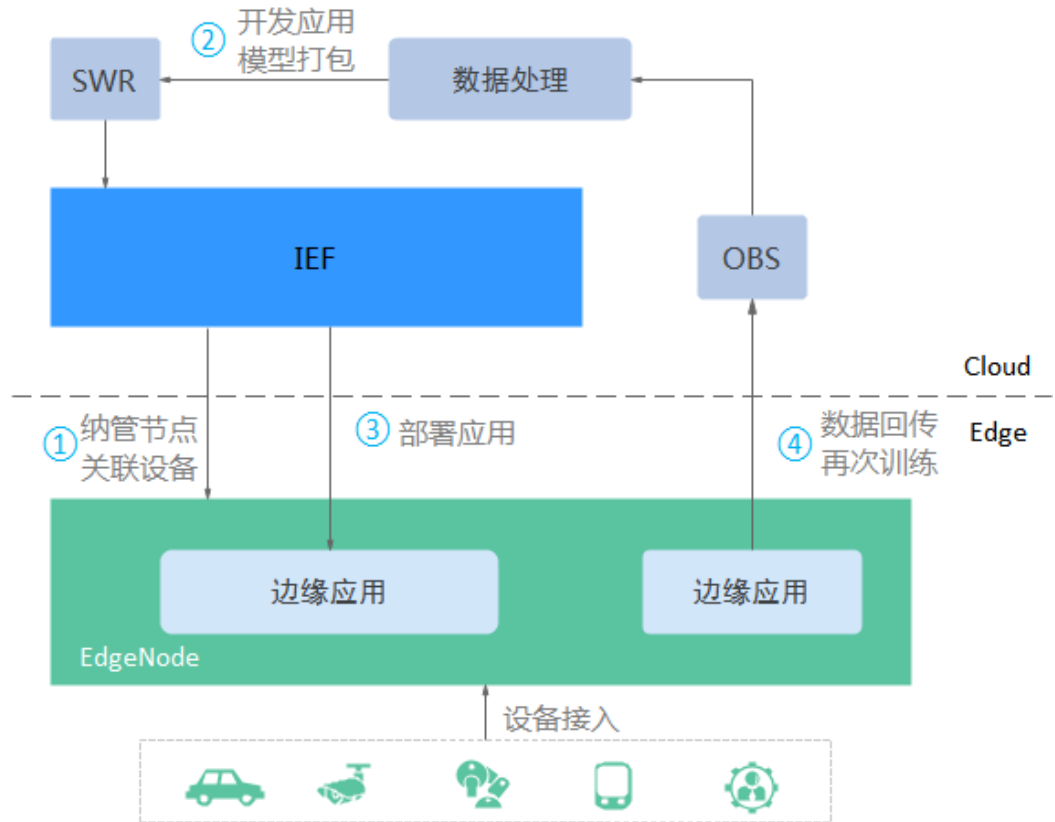 ② 开发应用
模型打包
SWR
数据处理
IEF
OBS
Cloud
Edge
① 纳管节点
关联设备
③ 部署应用
④ 数据回传
再次训练
边缘应用
边缘应用
EdgeNode
设备接入